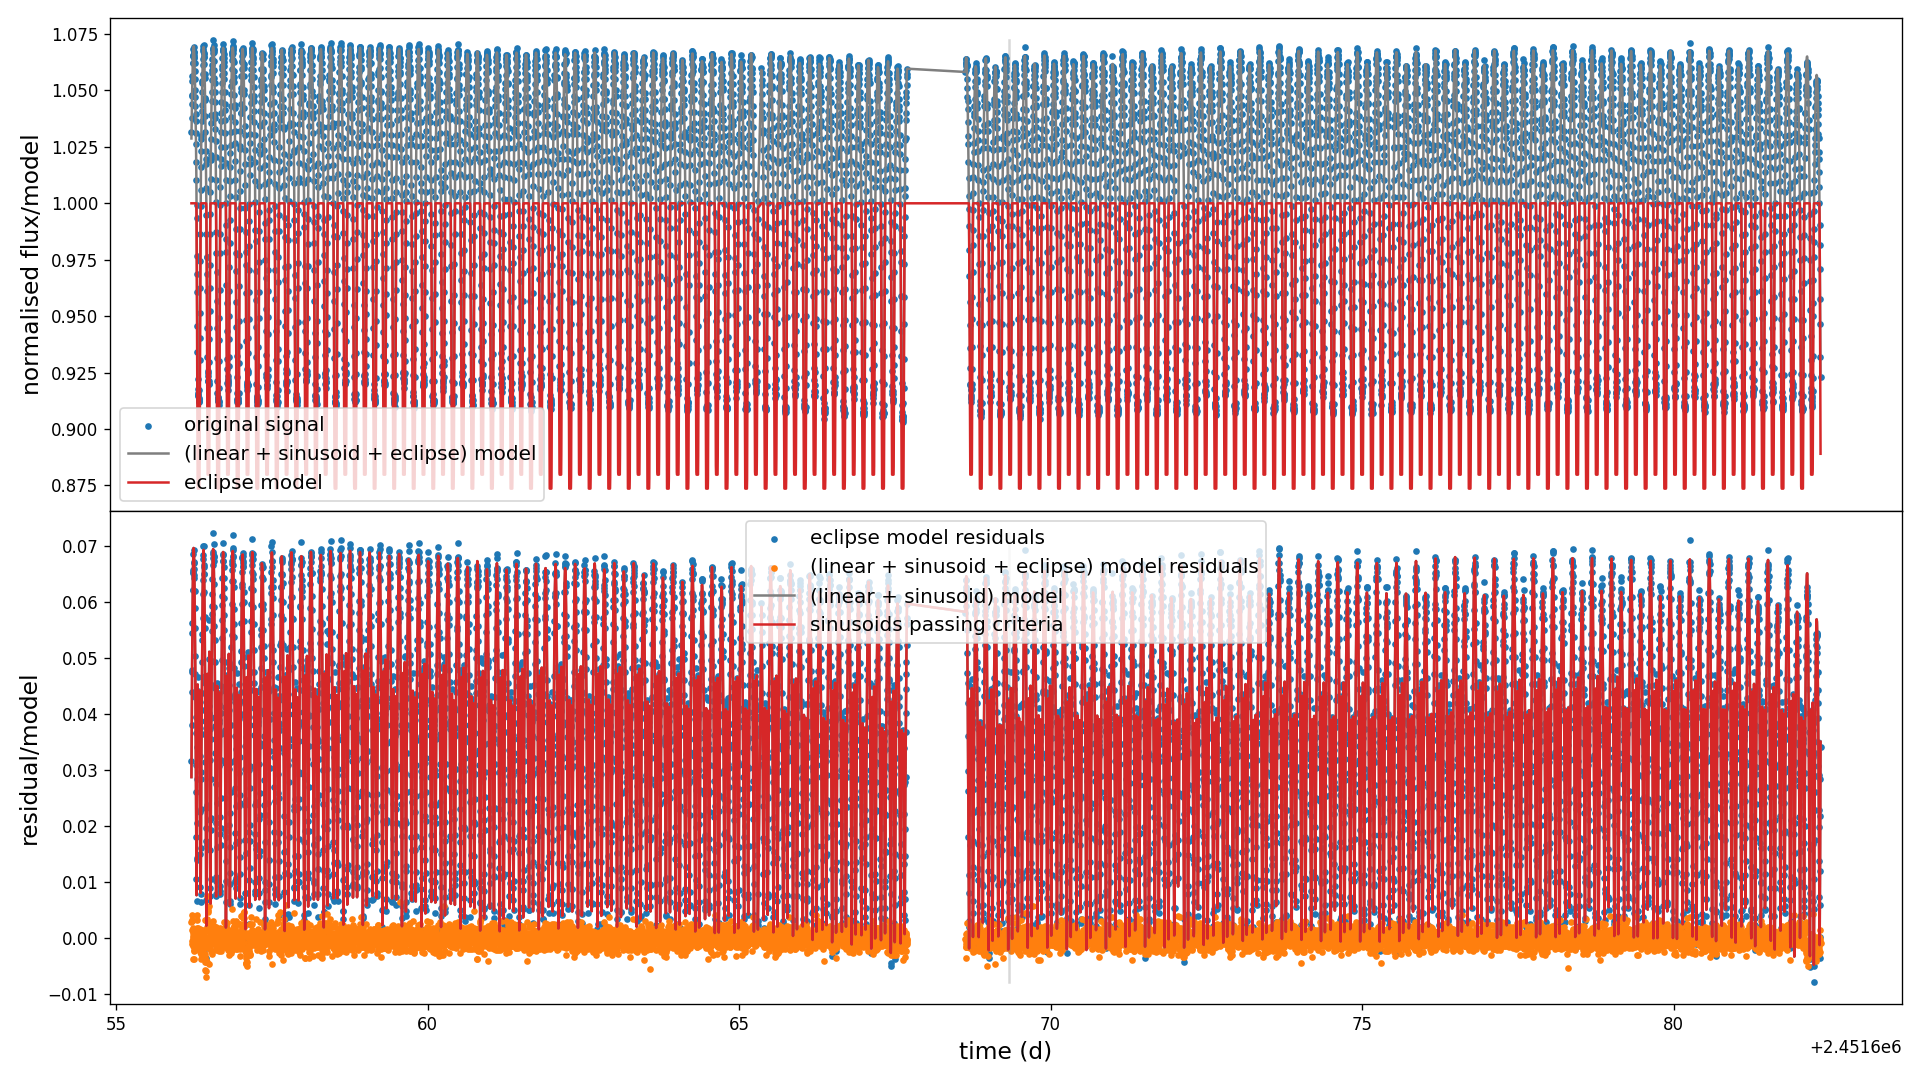 normalised flux/model
1.075
1.050
1.025
1.000
0.975
0.950
0.925
0.900
0.875
original signal
(linear + sinusoid + eclipse) model
eclipse model
residual/model
0.07
0.06
0.05
0.04
0.03
0.02
0.01
0.00
−0.01
eclipse model residuals
(linear + sinusoid + eclipse) model residuals
(linear + sinusoid) model
sinusoids passing criteria
55 60 65 70 75 80
time (d)
+2.4516e6